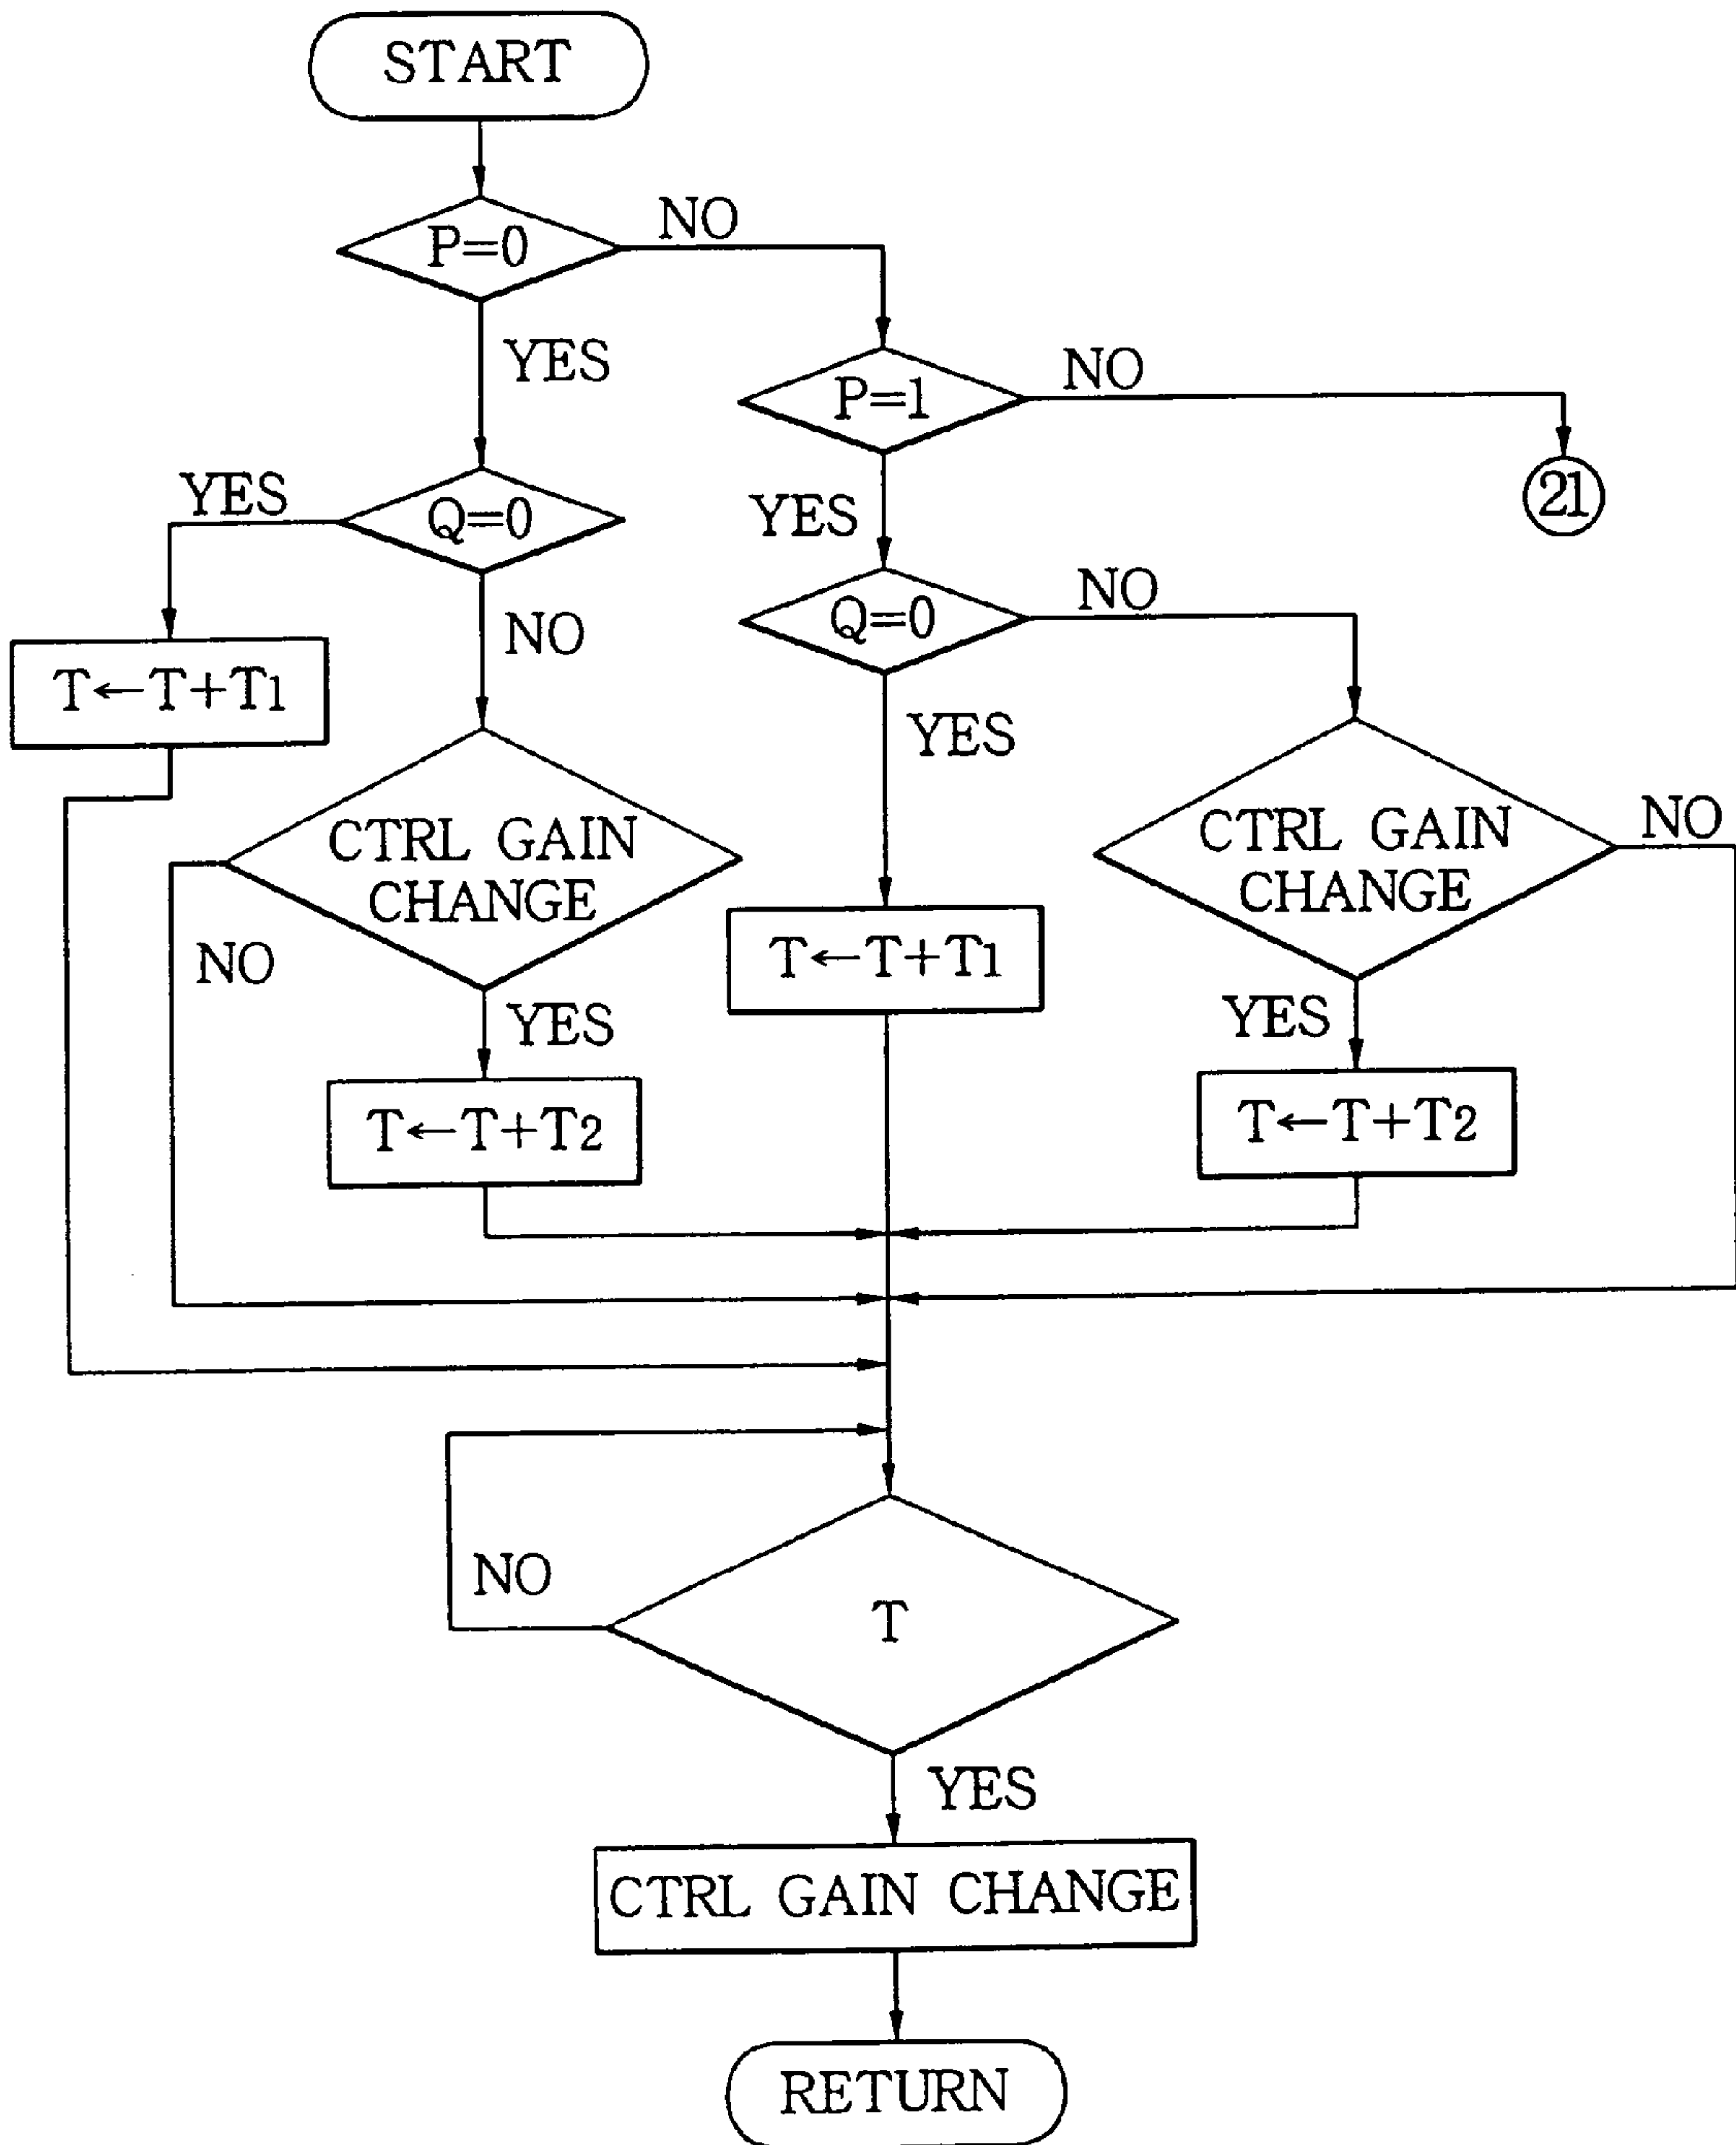 START
P=0
NO
YES
P=1
NO
21
YES
Q=0
YES
Q=0
NO
NO
T←T+T1
YES
CTRL GAIN
CHANGE
NO
CTRL GAIN
CHANGE
NO
T←T+T1
YES
YES
T←T+T2
T←T+T2
NO
T
YES
CTRL GAIN CHANGE
RETURN